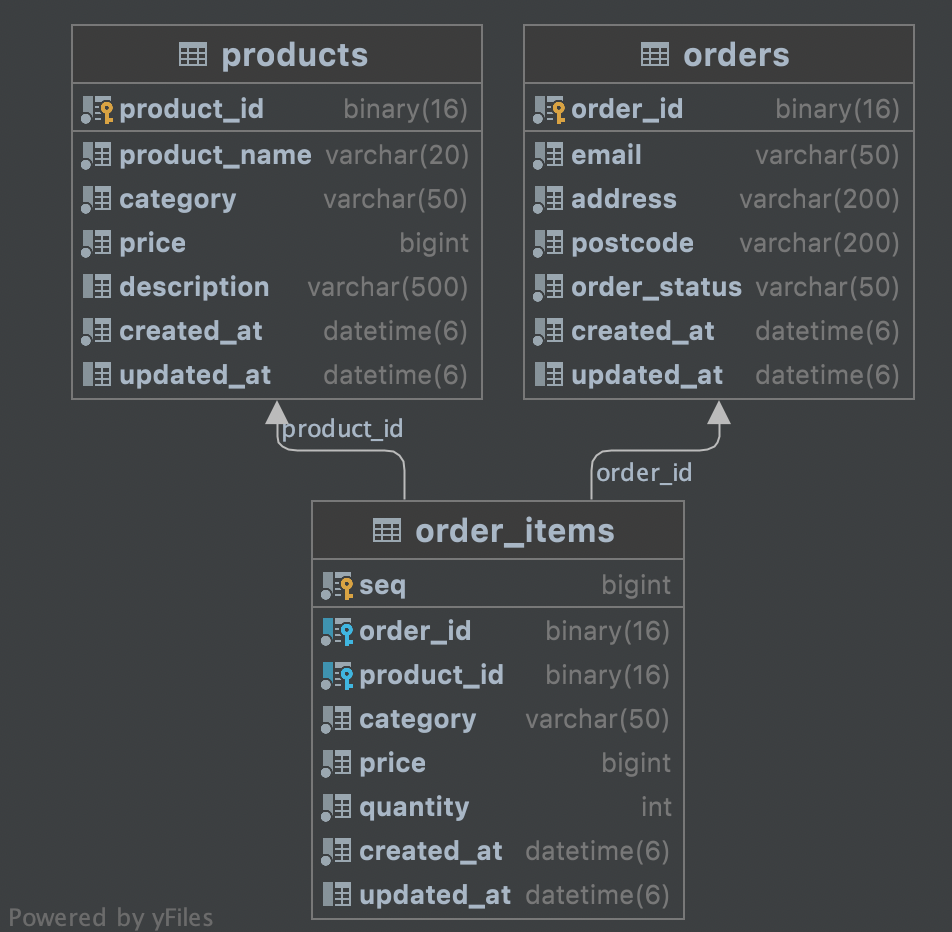 products
product_id binary(16)
product_name varchar(20)
category varchar(50)
price bigint
description varchar(500)
created_at datetime(6)
updated_at datetime(6)
orders
order_id binary(16)
email varchar(50)
address varchar(200)
postcode varchar(200)
order_status varchar(50)
created_at datetime(6)
updated_at datetime(6)
product_id
order_id
order_items
seq bigint
order_id binary(16)
product_id binary(16)
category varchar(50)
price bigint
quantity int
created_at datetime(6)
updated_at datetime(6)
Powered by yFiles